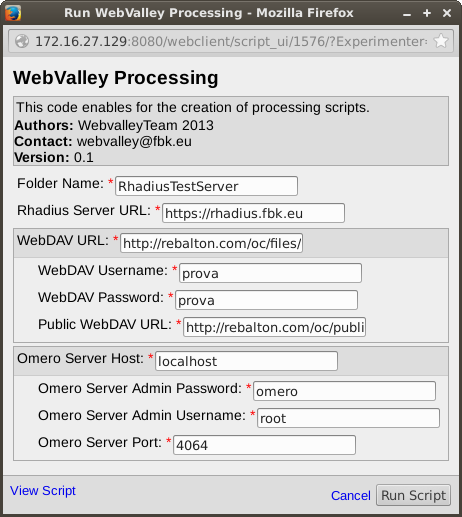 Run WebValley Processing - Mozilla Firefox
172.16.27.129:8080/webclient/script_ui/1576/?Experimenter=
WebValley Processing
This code enables for the creation of processing scripts.
Authors: WebvalleyTeam 2013
Contact: webvalley@fbk.eu
Version: 0.1
Folder Name: * RhadiusTestServer
Rhadius Server URL: * https://rhadius.fbk.eu
WebDAV URL: * http://rebalton.com/oc/files/
WebDAV Username: * prova
WebDAV Password: * prova
Public WebDAV URL: * http://rebalton.com/oc/publi
Omero Server Host: * localhost
Omero Server Admin Password: * omero
Omero Server Admin Username: * root
Omero Server Port: * 4064
View Script
Cancel Run Script